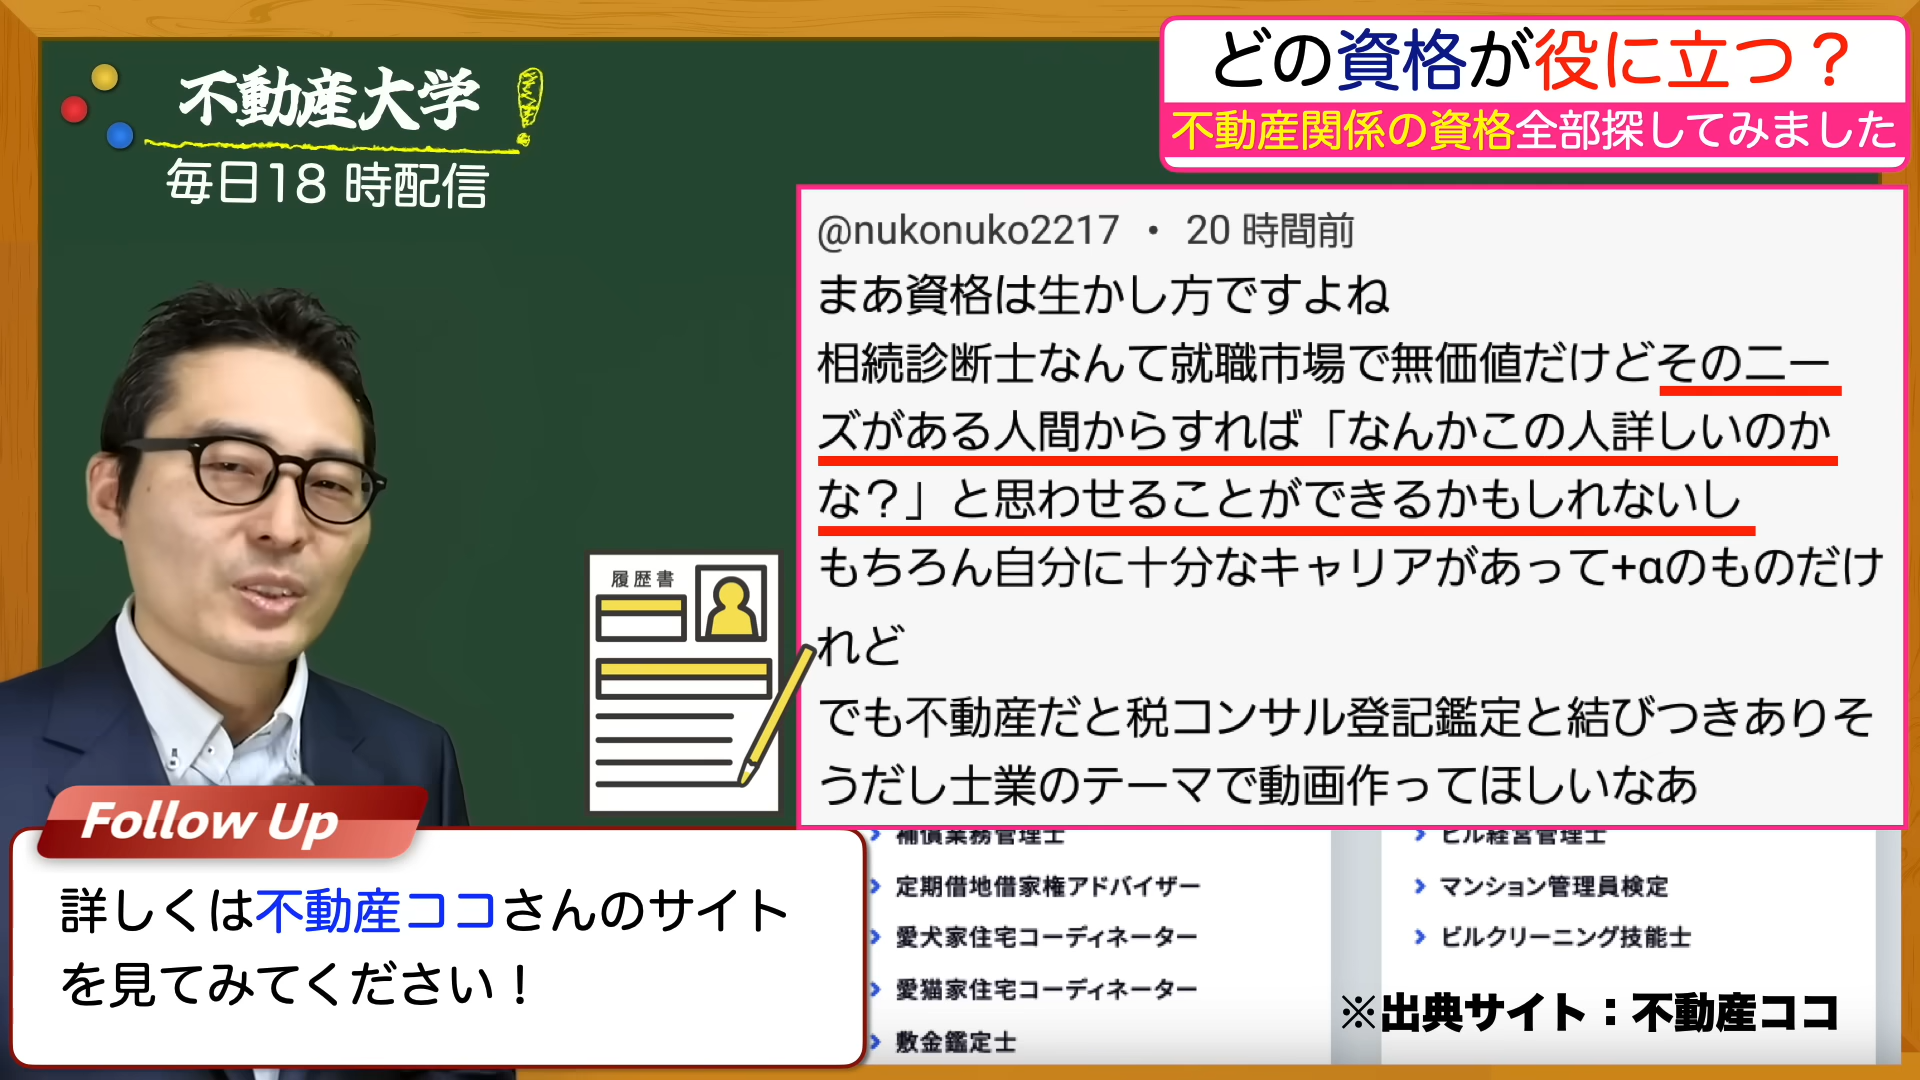 不動産大学!
毎日18時配信
どの資格が役に立つ？
不動産関係の資格全部探してみました
@nukonuko2217 ・ 20 時間前
まあ資格は生かし方ですよね
相続診断士なんて就職市場で無価値だけどそのニー
ズがある人間からすれば「なんかこの人詳しいのか
な？」と思わせることができるかもしれないし
もちろん自分に十分なキャリアがあって+αのものだけ
れど
でも不動産だと税コンサル登記鑑定と結びつきありそ
うだし士業のテーマで動画作ってほしいなあ
履歴書
Follow Up
詳しくは不動産ココさんのサイト
を見てみてください！
補償業務管理士
定期借地借家権アドバイザー
愛犬家住宅コーディネーター
愛猫家住宅コーディネーター
敷金鑑定士
ビル経営管理士
マンション管理員検定
ビルクリーニング技能士
※出典サイト：不動産ココ